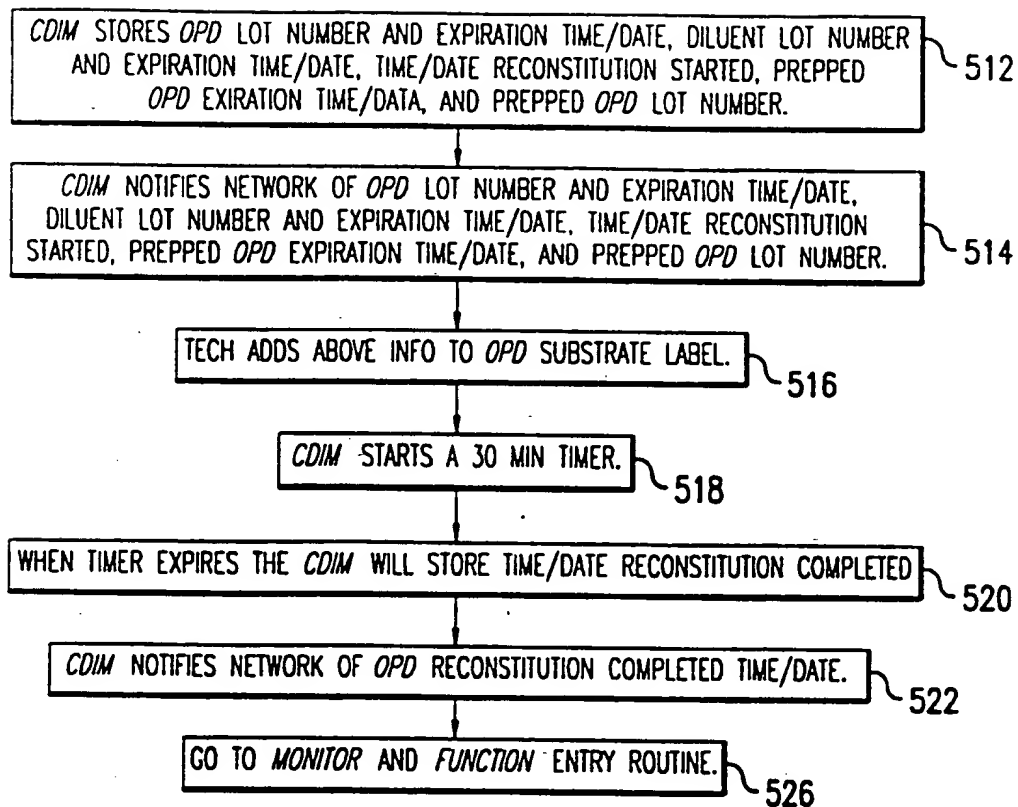 CDIM STORES OPD LOT NUMBER AND EXPIRATION TIME/DATE, DILUENT LOT NUMBER
AND EXPIRATION TIME/DATE, TIME/DATE RECONSTITUTION STARTED, PREPPED
OPD EXIRATION TIME/DATA, AND PREPPED OPD LOT NUMBER.
512
CDIM NOTIFIES NETWORK OF OPD LOT NUMBER AND EXPIRATION TIME/DATE,
DILUENT LOT NUMBER AND EXPIRATION TIME/DATE, TIME/DATE RECONSTITUTION
STARTED, PREPPED OPD EXPIRATION TIME/DATE, AND PREPPED OPD LOT NUMBER.
514
TECH ADDS ABOVE INFO TO OPD SUBSTRATE LABEL.
516
CDIM STARTS A 30 MIN TIMER.
518
WHEN TIMER EXPIRES THE CDIM WILL STORE TIME/DATE RECONSTITUTION COMPLETED
520
CDIM NOTIFIES NETWORK OF OPD RECONSTITUTION COMPLETED TIME/DATE.
522
GO TO MONITOR AND FUNCTION ENTRY ROUTINE.
526